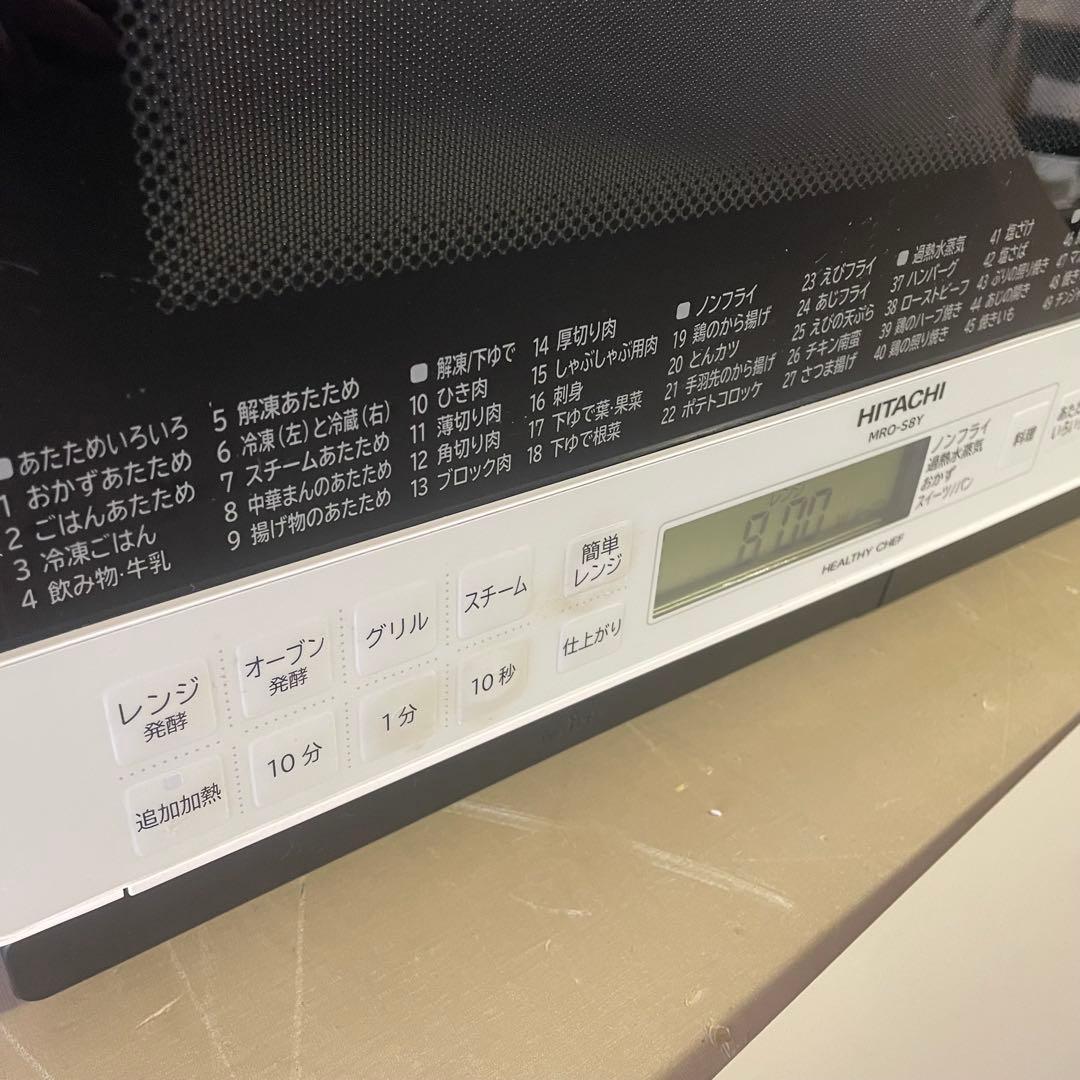 ■あたためいろいろ
1 おかずあたため
2 ごはんあたため
3 冷凍ごはん
4 飲み物・牛乳
5 解凍あたため
6 冷凍(左)と冷蔵(右)
7 スチームあたため
8 中華まんのあたため
9 揚げ物のあたため
■解凍/下ゆで
10 ひき肉
11 薄切り肉
12 角切り肉
13 ブロック肉
14 厚切り肉
15 しゃぶしゃぶ用肉
16 刺身
17 下ゆで葉・果菜
18 下ゆで根菜
■ノンフライ
19 鶏のから揚げ
20 とんカツ
21 手羽先のから揚げ
22 ポテトコロッケ
23 えびフライ
24 あじフライ
25 えびの天ぷら
26 チキン南蛮
27 さつま揚げ
■過熱水蒸気
37 ハンバーグ
38 ローストビーフ
39 鶏のハーブ焼き
40 鶏の照り焼き
41 塩ざけ
42 塩さば
43 ぶりの照り焼き
44 あじの開き
45 焼きいも
46
47
48
49
HITACHI
MRO-S8Y
レンジ
発酵
オーブン
発酵
グリル
スチーム
簡単
レンジ
追加加熱
10分
1分
10秒
仕上がり
レンジ
HEALTHY CHEF
ノンフライ
過熱水蒸気
おかず
スイーツ/パン
料理